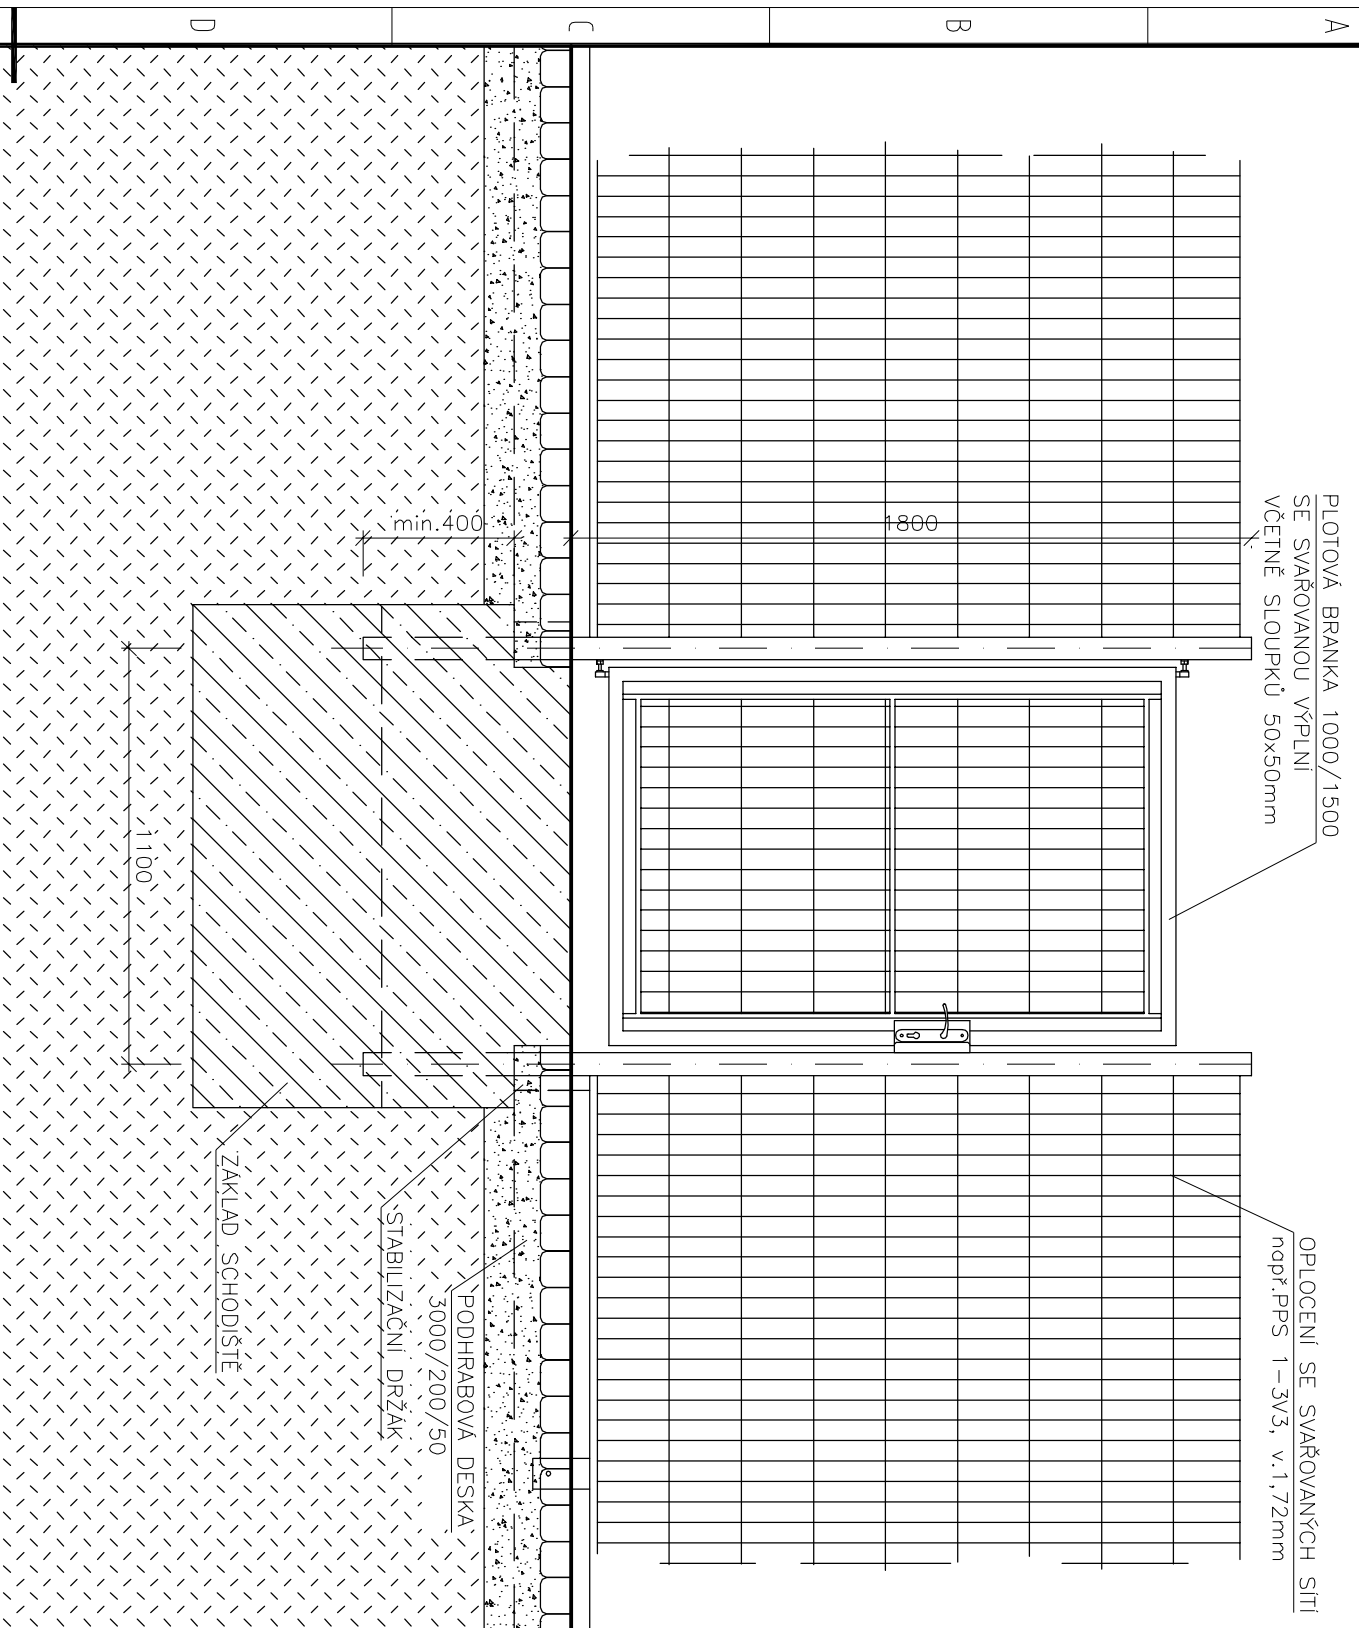 A
B
C
D
PLOTOVÁ BRANKA 1000/1500
SE SVAŘOVANOU VÝPLNÍ
VČETNĚ SLOUPKŮ 50x50mm
OPLOCENÍ SE SVAŘOVANÝCH SÍTÍ
např.PPS 1-3V3, v.1,72mm
1800
min.400
1100
PODHRABOVÁ DESKA
3000/200/50
STABILIZAČNÍ DRŽÁK
ZÁKLAD SCHODIŠTĚ